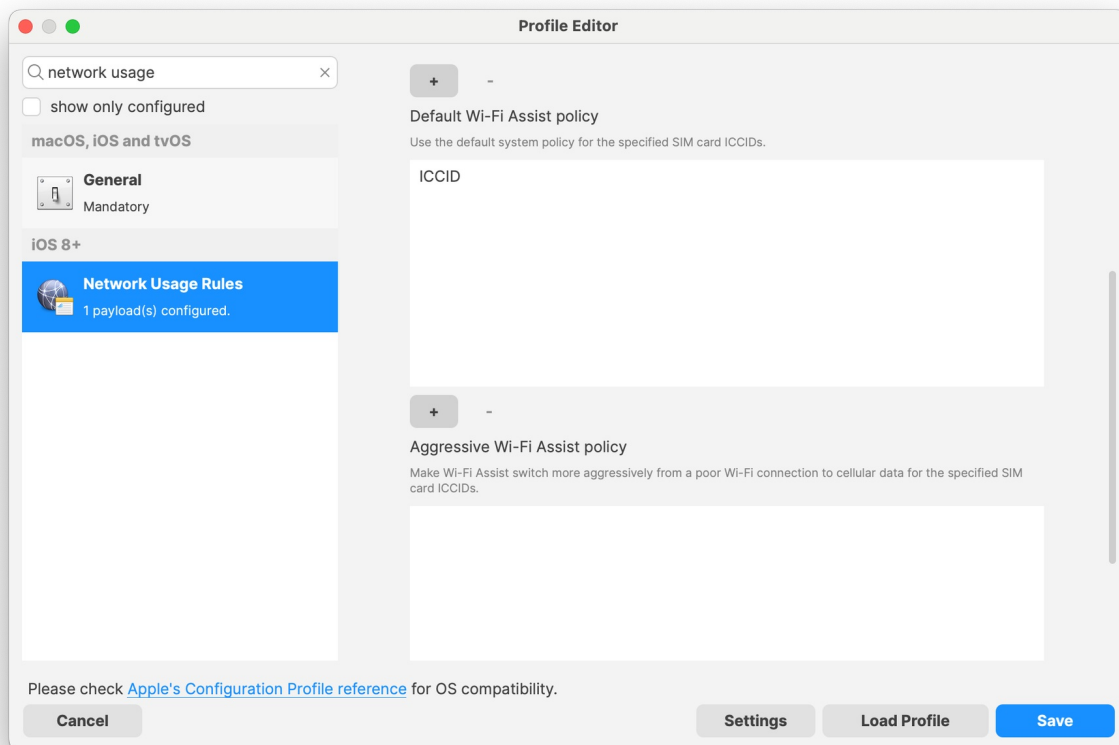 Profile Editor
network usage
show only configured
macOS, iOS and tvOS
General
Mandatory
iOS 8+
Network Usage Rules
1 payload(s) configured.
+ -
Default Wi-Fi Assist policy
Use the default system policy for the specified SIM card ICCIDs.
ICCID
+ -
Aggressive Wi-Fi Assist policy
Make Wi-Fi Assist switch more aggressively from a poor Wi-Fi connection to cellular data for the specified SIM
card ICCIDs.
Please check Apple's Configuration Profile reference for OS compatibility.
Cancel
Settings
Load Profile
Save